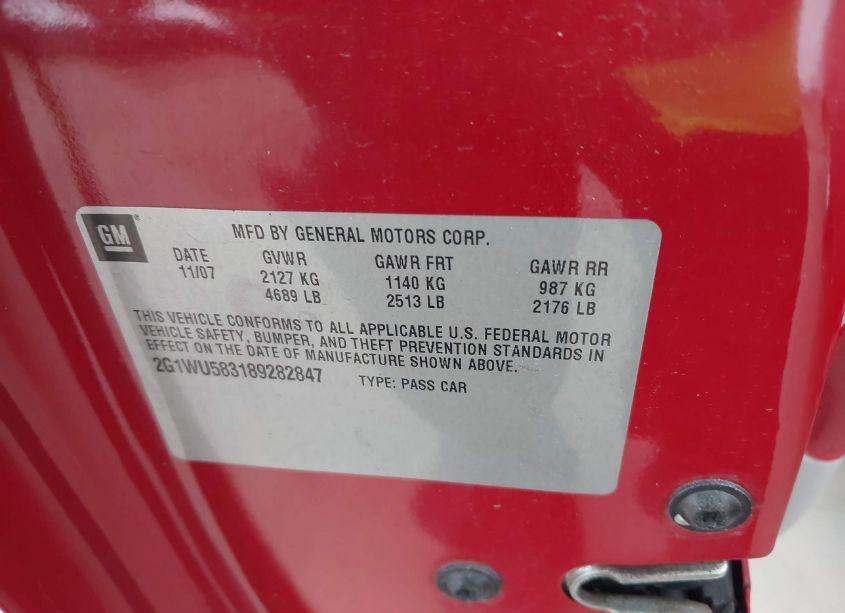 GM
MFD BY GENERAL MOTORS CORP.
DATE GVWR GAWR FRT GAWR RR
11/07 2127 KG 1140 KG 987 KG
4689 LB 2513 LB 2176 LB
THIS VEHICLE CONFORMS TO ALL APPLICABLE U.S. FEDERAL MOTOR
VEHICLE SAFETY, BUMPER, AND THEFT PREVENTION STANDARDS IN
EFFECT ON THE DATE OF MANUFACTURE SHOWN ABOVE.
2G1WU583189282847 TYPE: PASS CAR